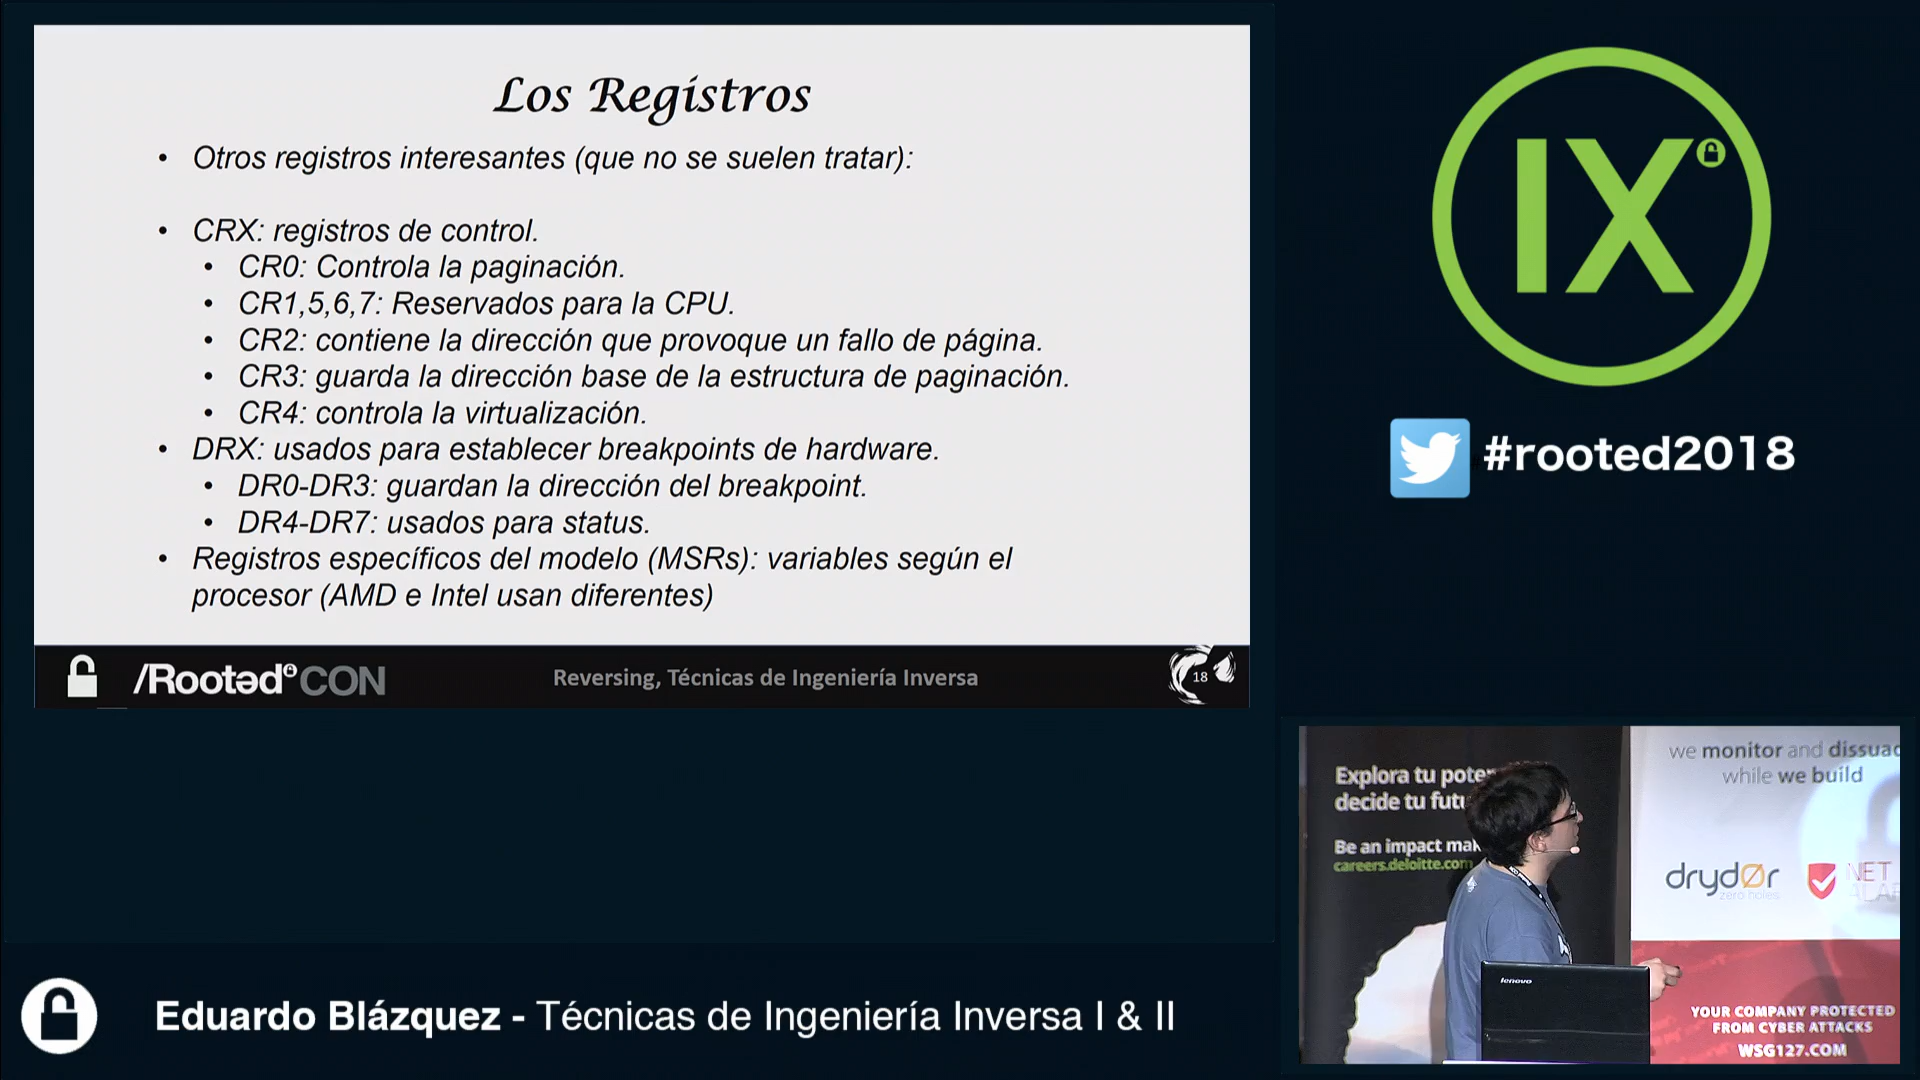 Los Registros
• Otros registros interesantes (que no se suelen tratar):
• CRX: registros de control.
• CR0: Controla la paginación.
• CR1,5,6,7: Reservados para la CPU.
• CR2: contiene la dirección que provoque un fallo de página.
• CR3: guarda la dirección base de la estructura de paginación.
• CR4: controla la virtualización.
• DRX: usados para establecer breakpoints de hardware.
• DR0-DR3: guardan la dirección del breakpoint.
• DR4-DR7: usados para status.
• Registros específicos del modelo (MSRs): variables según el
procesor (AMD e Intel usan diferentes)
/Rootəd CON
Reversing, Técnicas de Ingeniería Inversa
18
IX
#rooted2018
Explora tu pote
decide tu futu
Be an impact mak
careers.deloitte.com
we monitor and dissuad
while we build
drydØr
zero holes
NET
ALAR
lenovo
YOUR COMPANY PROTECTED
FROM CYBER ATTACKS
WSG127.COM
Eduardo Blázquez - Técnicas de Ingeniería Inversa I & II